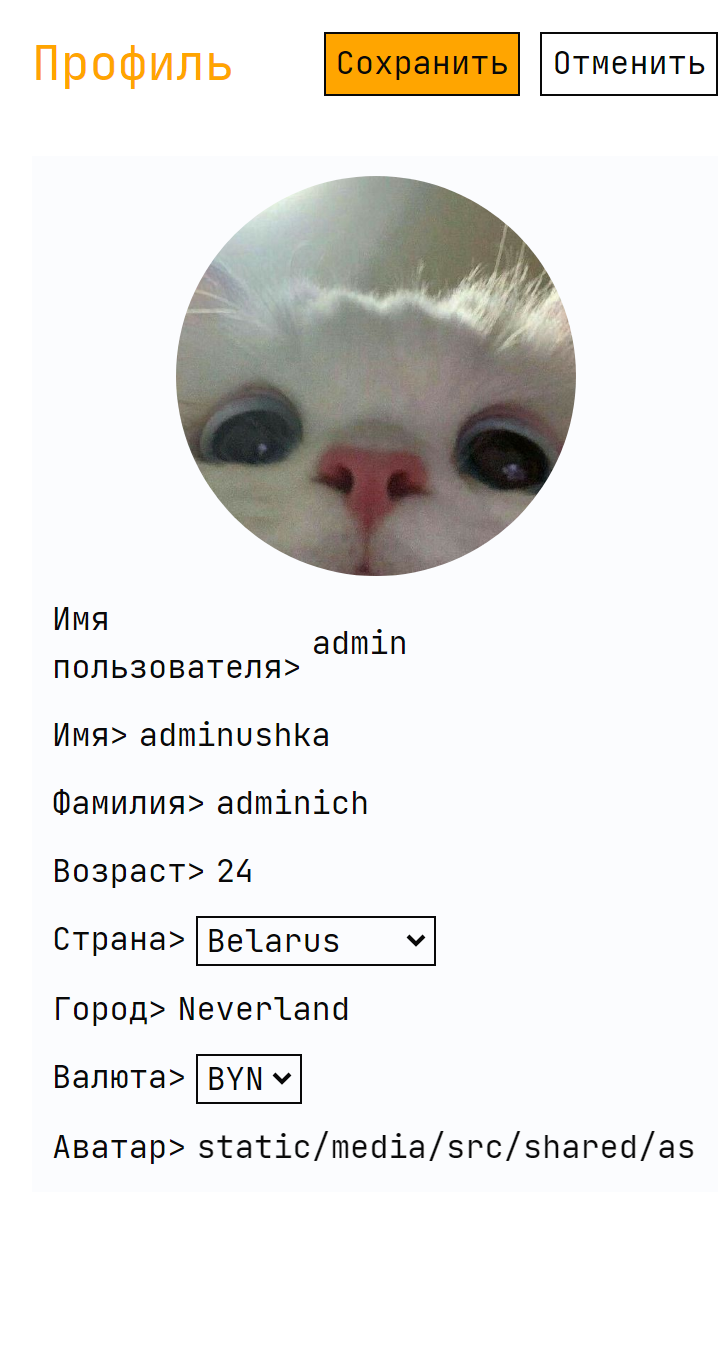 Профиль
Сохранить
Отменить
Имя
пользователя> admin
Имя> adminushka
Фамилия> adminich
Возраст> 24
Страна> Belarus
Город> Neverland
Валюта> BYN
Аватар> static/media/src/shared/as